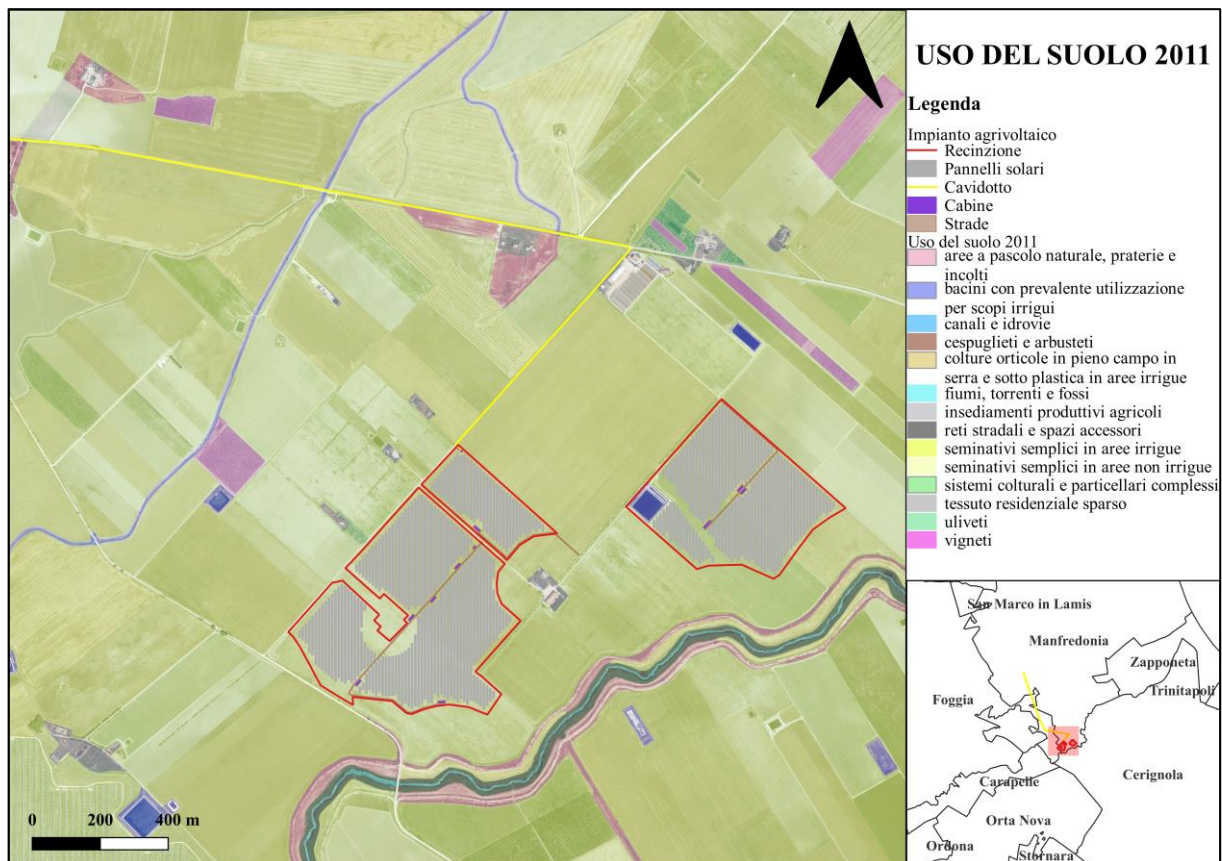 USO DEL SUOLO 2011
Legenda
Impianto agrivoltaico
Recinzione
Pannelli solari
Cavidotto
Cabine
Strade
Uso del suolo 2011
aree a pascolo naturale, praterie e
incolti
bacini con prevalente utilizzazione
per scopi irrigui
canali e idrovie
cespuglieti e arbusteti
colture orticole in pieno campo in
serra e sotto plastica in aree irrigue
fiumi, torrenti e fossi
insediamenti produttivi agricoli
reti stradali e spazi accessori
seminativi semplici in aree irrigue
seminativi semplici in aree non irrigue
sistemi colturali e particellari complessi
tessuto residenziale sparso
uliveti
vigneti
San Marco in Lamis
Manfredonia
Zapponeta
Trinitapoli
Foggia
Cerignola
Carapelle
Orta Nova
Ordona
Stornara
0 200 400 m